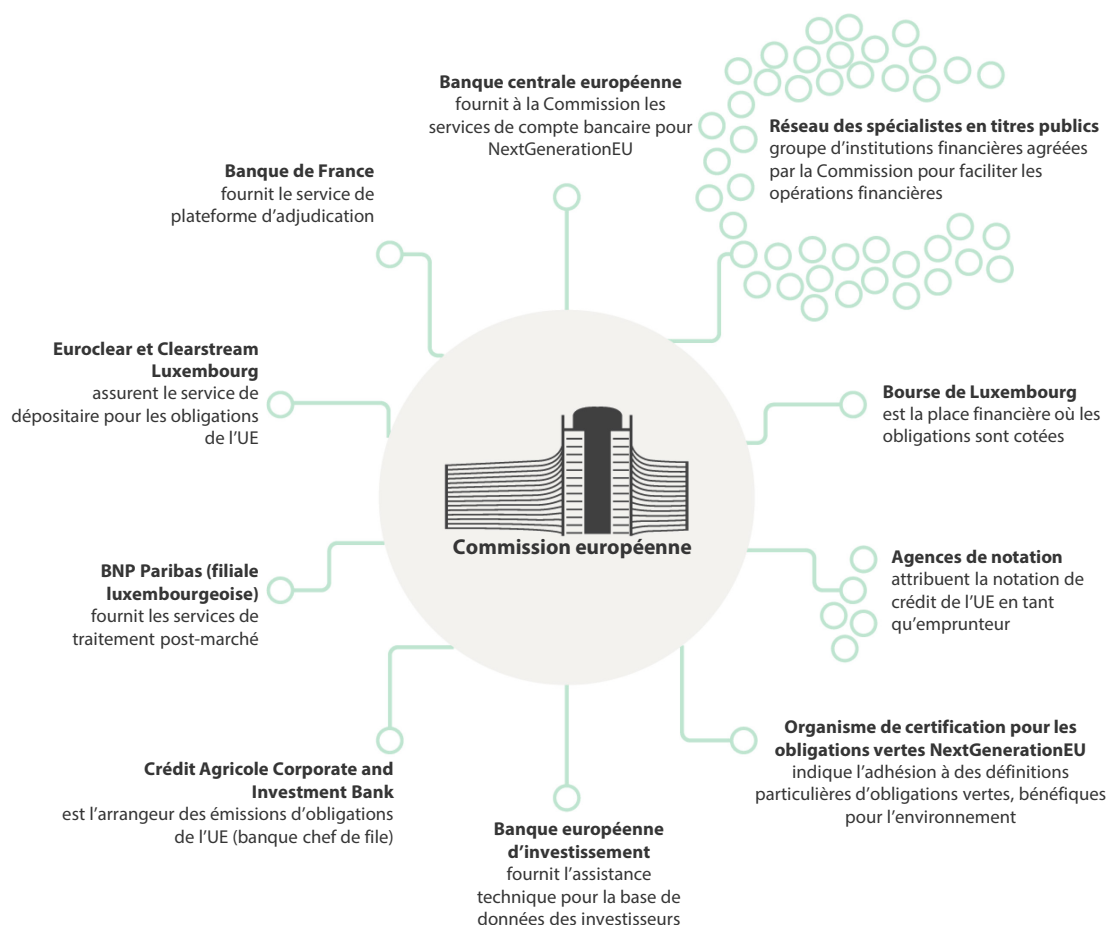 Banque centrale européenne
fournit à la Commission les
services de compte bancaire pour
NextGenerationEU
Réseau des spécialistes en titres publics
groupe d’institutions financières agréées
par la Commission pour faciliter les
opérations financières
Banque de France
fournit le service de
plateforme d’adjudication
Euroclear et Clearstream
Luxembourg
assurent le service de
dépositaire pour les obligations
de l’UE
Bourse de Luxembourg
est la place financière où les
obligations sont cotées
Commission européenne
BNP Paribas (filiale
luxembourgeoise)
fournit les services de
traitement post-marché
Agences de notation
attribuent la notation de
crédit de l’UE en tant
qu’emprunteur
Crédit Agricole Corporate and
Investment Bank
est l’arrangeur des émissions d’obligations
de l’UE (banque chef de file)
Banque européenne
d’investissement
fournit l’assistance
technique pour la base de
données des investisseurs
Organisme de certification pour les
obligations vertes NextGenerationEU
indique l’adhésion à des définitions
particulières d’obligations vertes, bénéfiques
pour l’environnement